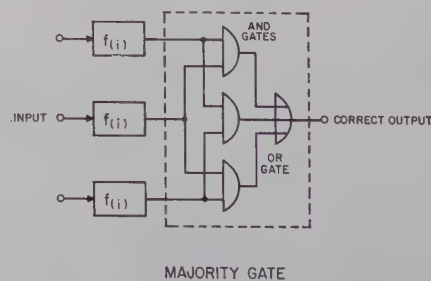 f(i)
AND
GATES
.INPUT
f(i)
CORRECT OUTPUT
OR
GATE
f(i)
MAJORITY GATE